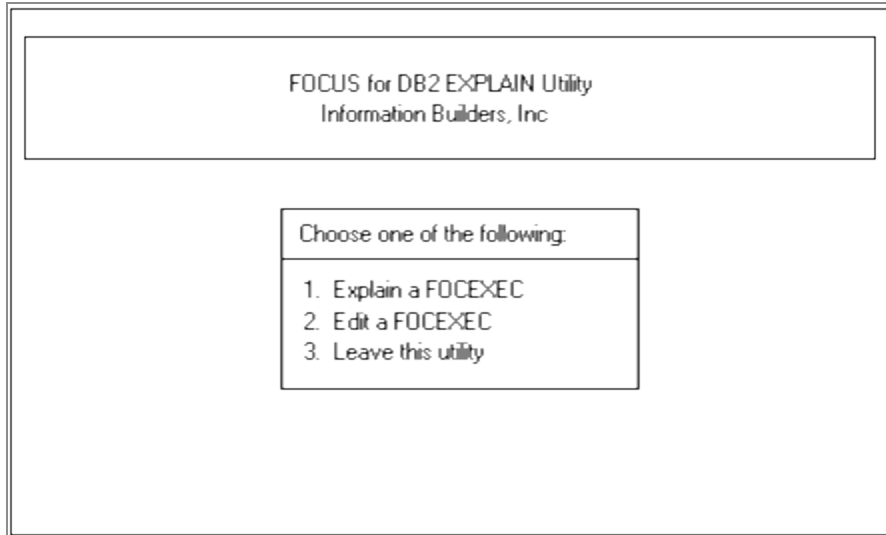 FOCUS for DB2 EXPLAIN Utility
Information Builders, Inc
Choose one of the following:
1. Explain a FOCEXEC
2. Edit a FOCEXEC
3. Leave this utility